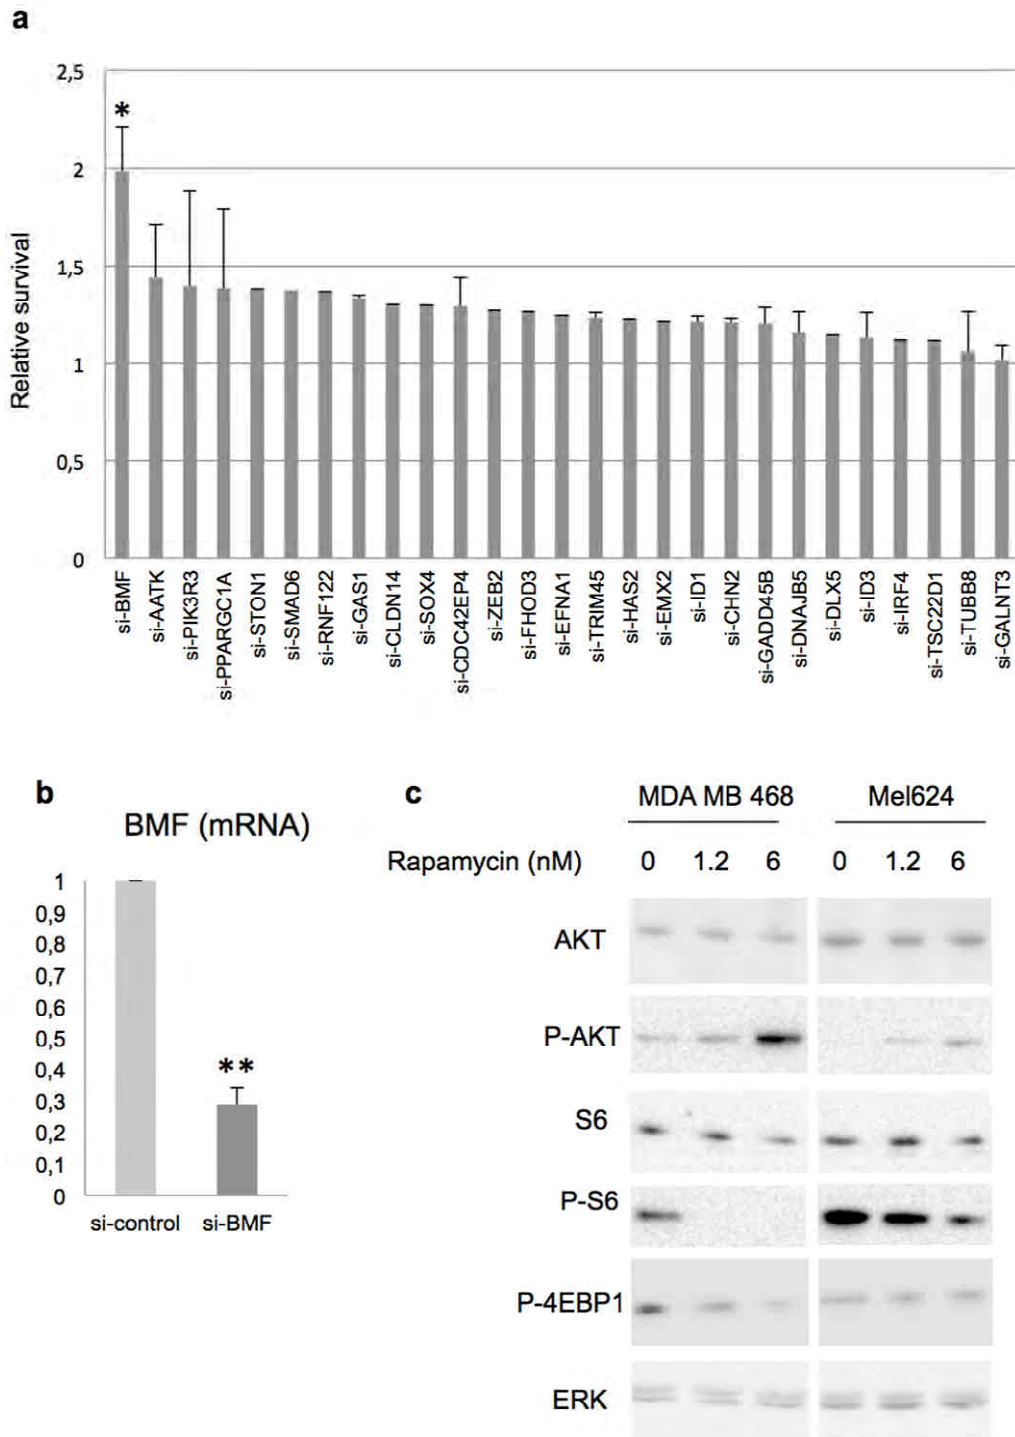 a
2,5
*
2
1,5
1
0,5
0
Relative survival
si-BMF
si-AATK
si-PIK3R3
si-PPARGC1A
si-STON1
si-SMAD6
si-RNF122
si-GAS1
si-CLDN14
si-SOX4
si-CDC42EP4
si-ZEB2
si-FHOD3
si-EFNA1
si-TRIM45
si-HAS2
si-EMX2
si-ID1
si-CHN2
si-GADD45B
si-DNAJB5
si-DLX5
si-ID3
si-IRF4
si-TSC22D1
si-TUBB8
si-GALNT3
b
BMF (mRNA)
1
0,9
0,8
0,7
0,6
0,5
0,4
0,3
0,2
0,1
0
**
si-control si-BMF
c
MDA MB 468 Mel624
Rapamycin (nM) 0 1.2 6 0 1.2 6
AKT
P-AKT
S6
P-S6
P-4EBP1
ERK